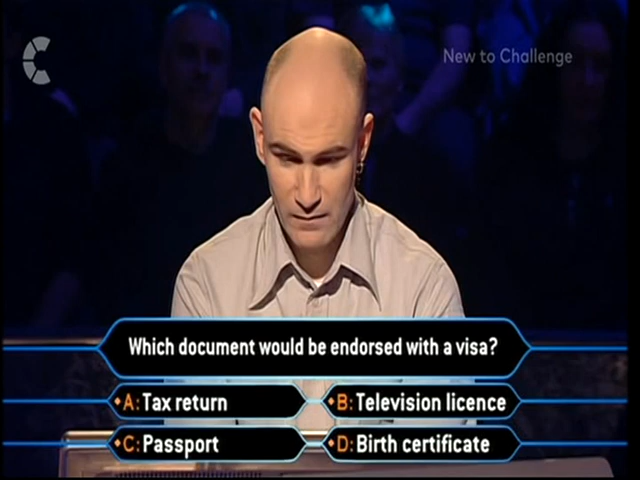 New to Challenge
Which document would be endorsed with a visa?
A: Tax return
B: Television licence
C: Passport
D: Birth certificate